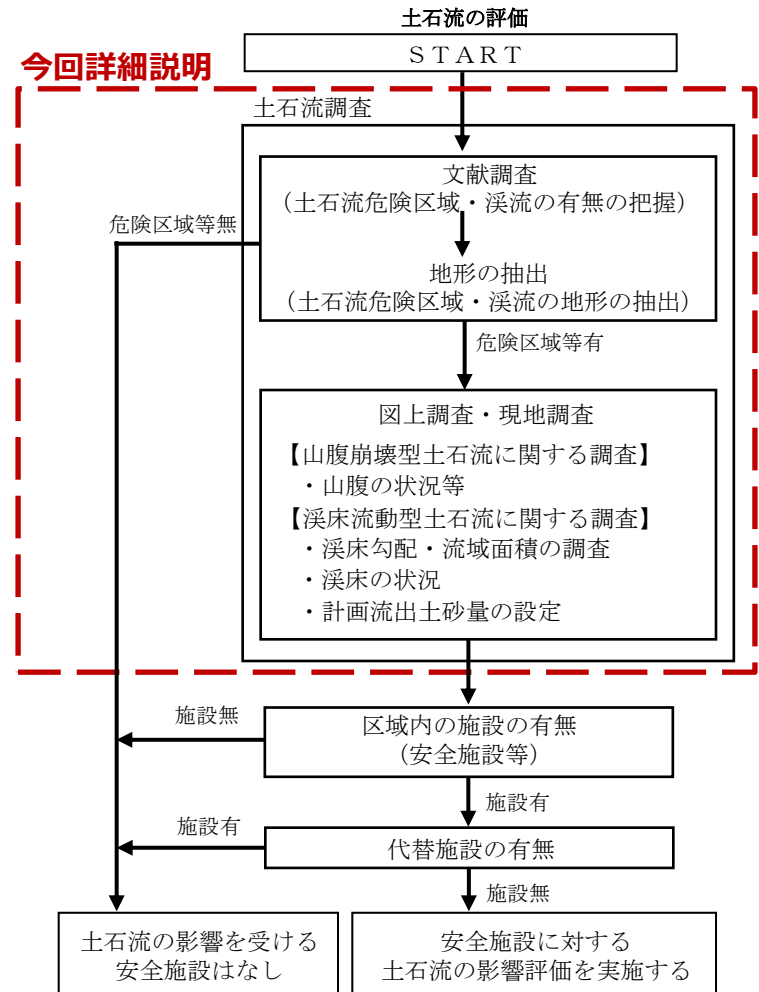 土石流の評価
ＳＴＡＲＴ
今回詳細説明
土石流調査
文献調査
（土石流危険区域・渓流の有無の把握）
危険区域等無
地形の抽出
（土石流危険区域・渓流の地形の抽出）
危険区域等有
図上調査・現地調査
【山腹崩壊型土石流に関する調査】
・山腹の状況等
【渓床流動型土石流に関する調査】
・渓床勾配・流域面積の調査
・渓床の状況
・計画流出土砂量の設定
施設無
区域内の施設の有無
（安全施設等）
施設有
施設有
代替施設の有無
施設無
土石流の影響を受ける
安全施設はなし
安全施設に対する
土石流の影響評価を実施する